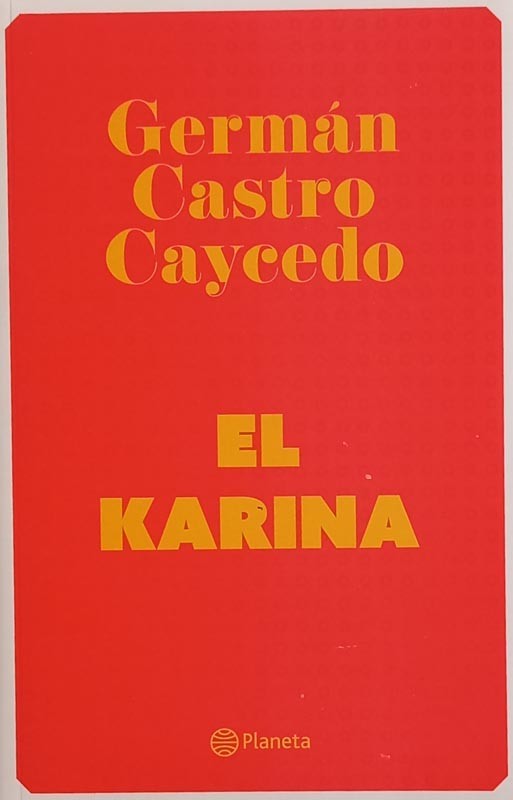 Germán
Castro
Caycedo
EL
KARINA
Planeta